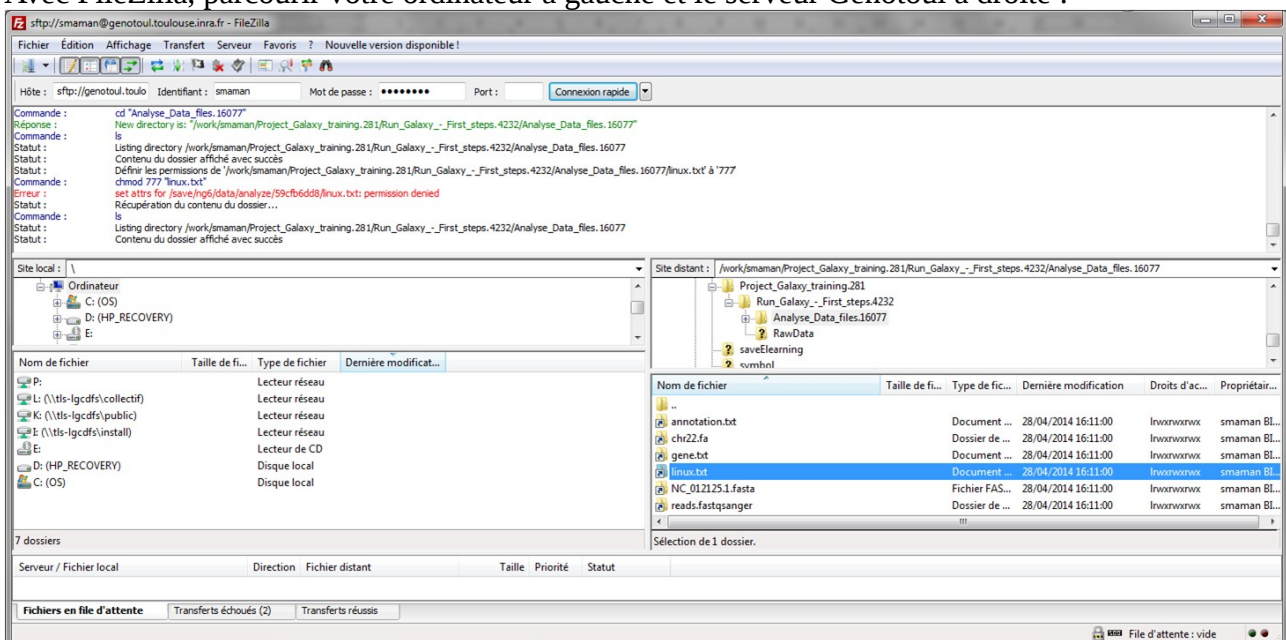 Avec FileZilla, parcourir votre ordinateur à gauche et le serveur Genotoul à droite :
sftp://smaman@genotoul.toulouse.inra.fr - FileZilla
Fichier Édition Affichage Transfert Serveur Favoris ? Nouvelle version disponible !
Hôte : sftp://genotoul.toulo Identifiant : smaman Mot de passe : ●●●●●●●● Port : Connexion rapide
Commande : cd "Analyse_Data_files.16077"
Réponse : New directory is: "/work/smaman/Project_Galaxy_training.281/Run_Galaxy_-_First_steps.4232/Analyse_Data_files.16077"
Commande : ls
Statut : Listing directory /work/smaman/Project_Galaxy_training.281/Run_Galaxy_-_First_steps.4232/Analyse_Data_files.16077
Statut : Contenu du dossier affiché avec succès
Statut : Définir les permissions de '/work/smaman/Project_Galaxy_training.281/Run_Galaxy_-_First_steps.4232/Analyse_Data_files.16077/linux.txt' à '777'
Commande : chmod 777 "linux.txt"
Erreur : set attrs for /save/ng6/data/analyze/59cfb6dd8/linux.txt: permission denied
Statut : Récupération du contenu du dossier...
Commande : ls
Statut : Listing directory /work/smaman/Project_Galaxy_training.281/Run_Galaxy_-_First_steps.4232/Analyse_Data_files.16077
Statut : Contenu du dossier affiché avec succès
Site local : \
Ordinateur
C: (OS)
D: (HP_RECOVERY)
E:
Nom de fichier Taille de fi... Type de fichier Dernière modificat...
P: Lecteur réseau
L: (\\tls-lgcdfs\collectif) Lecteur réseau
K: (\\tls-lgcdfs\public) Lecteur réseau
I: (\\tls-lgcdfs\install) Lecteur réseau
E: Lecteur de CD
D: (HP_RECOVERY) Disque local
C: (OS) Disque local
7 dossiers
Site distant : /work/smaman/Project_Galaxy_training.281/Run_Galaxy_-_First_steps.4232/Analyse_Data_files.16077
Project_Galaxy_training.281
Run_Galaxy_-_First_steps.4232
Analyse_Data_files.16077
RawData
saveElearning
symbol
Nom de fichier Taille de fi... Type de fic... Dernière modification Droits d'ac... Propriétair...
..
annotation.txt Document ... 28/04/2014 16:11:00 lrwxrwxrwx smaman BI...
chr22.fa Dossier de ... 28/04/2014 16:11:00 lrwxrwxrwx smaman BI...
gene.txt Document ... 28/04/2014 16:11:00 lrwxrwxrwx smaman BI...
linux.txt Document ... 28/04/2014 16:11:00 lrwxrwxrwx smaman BI...
NC_012125.1.fasta Fichier FAS... 28/04/2014 16:11:00 lrwxrwxrwx smaman BI...
reads.fastqsanger Dossier de ... 28/04/2014 16:11:00 lrwxrwxrwx smaman BI...
Sélection de 1 dossier.
Serveur / Fichier local Direction Fichier distant Taille Priorité Statut
Fichiers en file d'attente Transferts échoués (2) Transferts réussis
File d'attente : vide